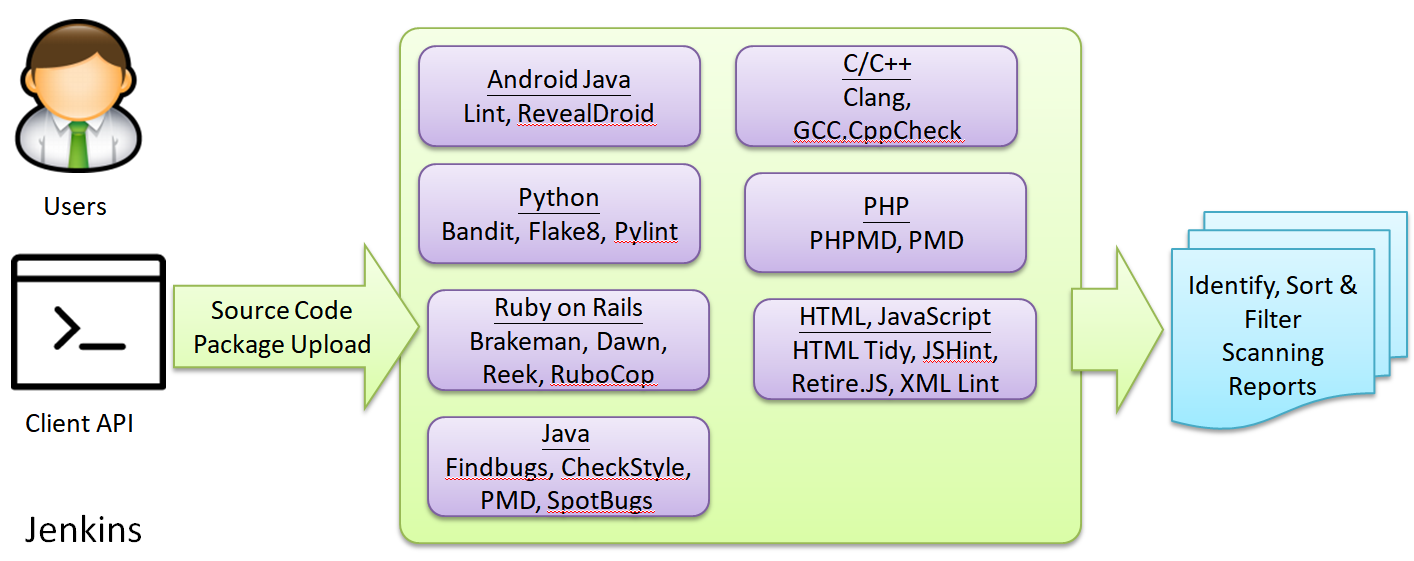 Users
Client API
Jenkins
Source Code
Package Upload
Android Java
Lint, RevealDroid
Python
Bandit, Flake8, Pylint
Ruby on Rails
Brakeman, Dawn,
Reek, RuboCop
Java
Findbugs, CheckStyle,
PMD, SpotBugs
C/C++
Clang,
GCC,CppCheck
PHP
PHPMD, PMD
HTML, JavaScript
HTML Tidy, JSHint,
Retire.JS, XML Lint
Identify, Sort &
Filter
Scanning
Reports